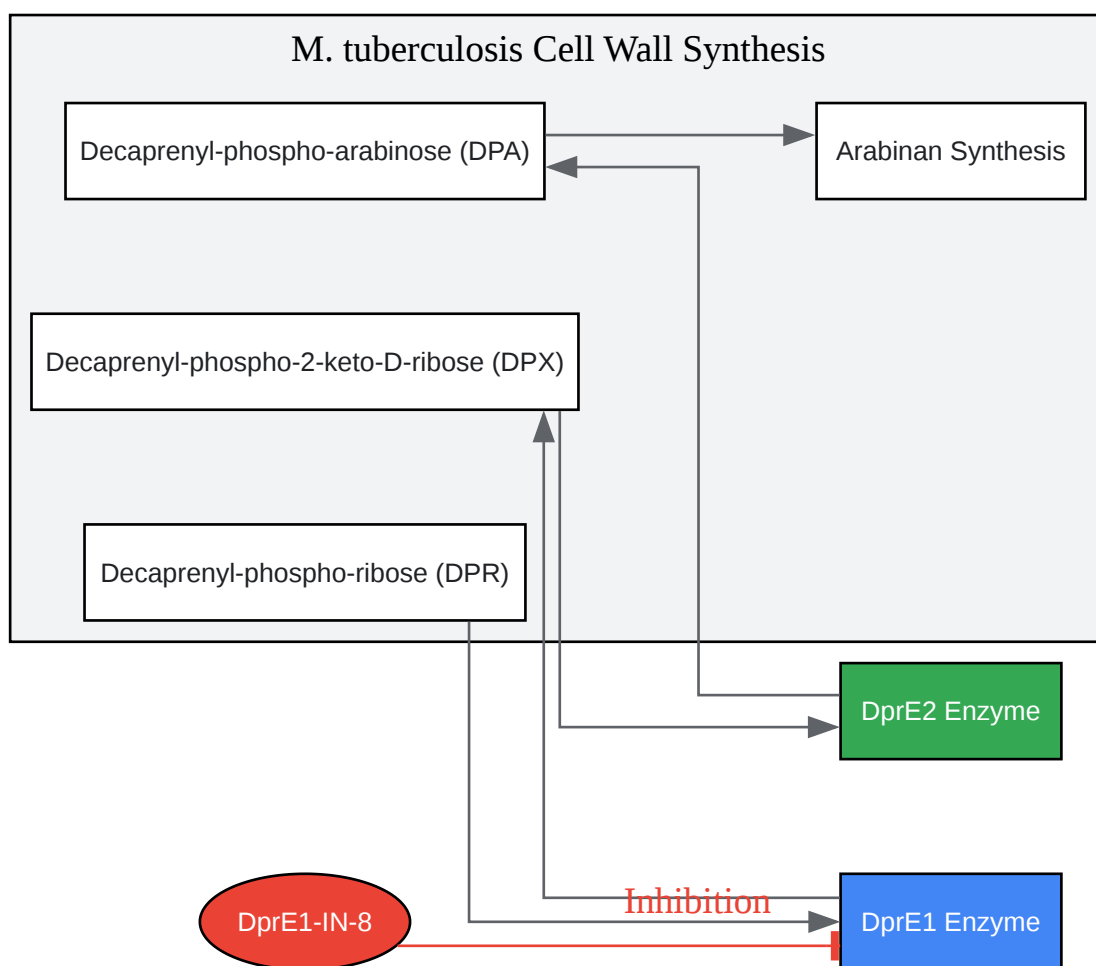 M. tuberculosis Cell Wall Synthesis
Decaprenyl-phospho-arabinose (DPA)
Arabinan Synthesis
Decaprenyl-phospho-2-keto-D-ribose (DPX)
Decaprenyl-phospho-ribose (DPR)
DprE2 Enzyme
Inhibition
DprE1-IN-8
DprE1 Enzyme